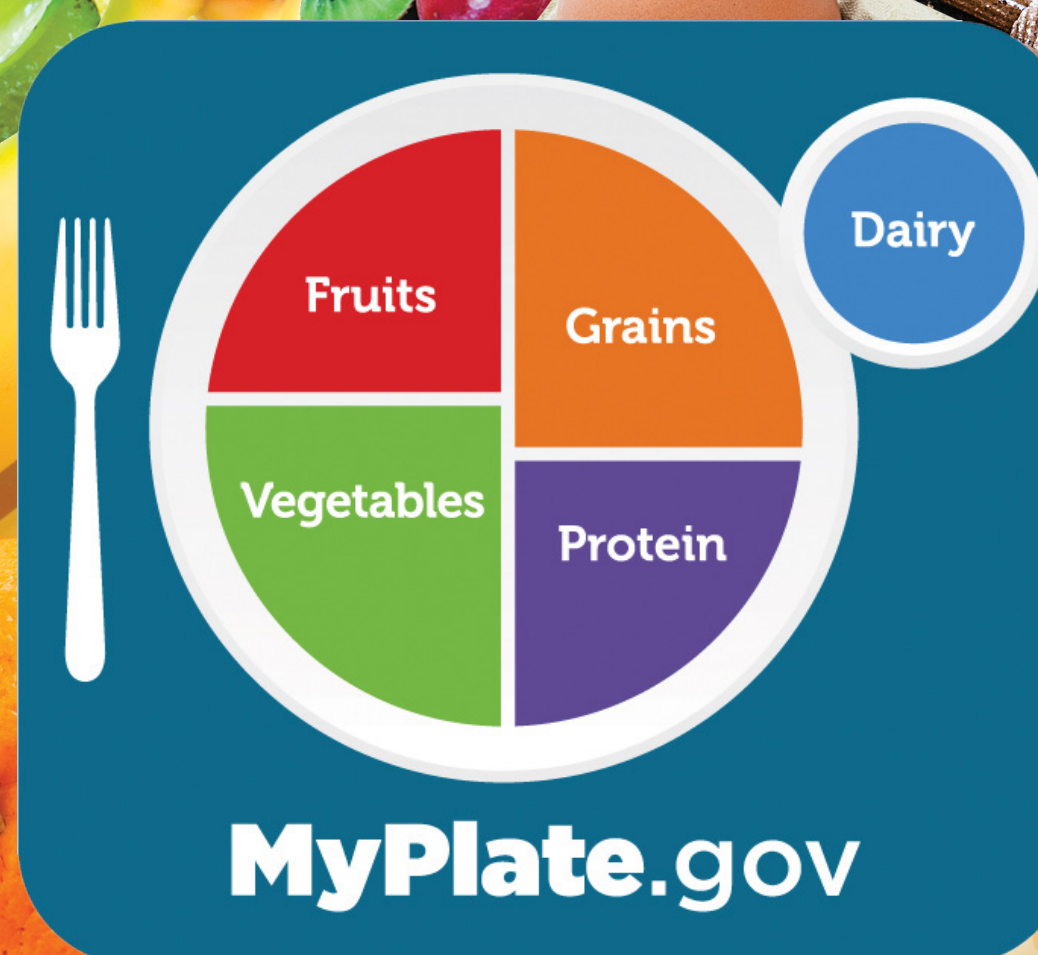 Fruits
Grains
Dairy
Vegetables
Protein
MyPlate.gov